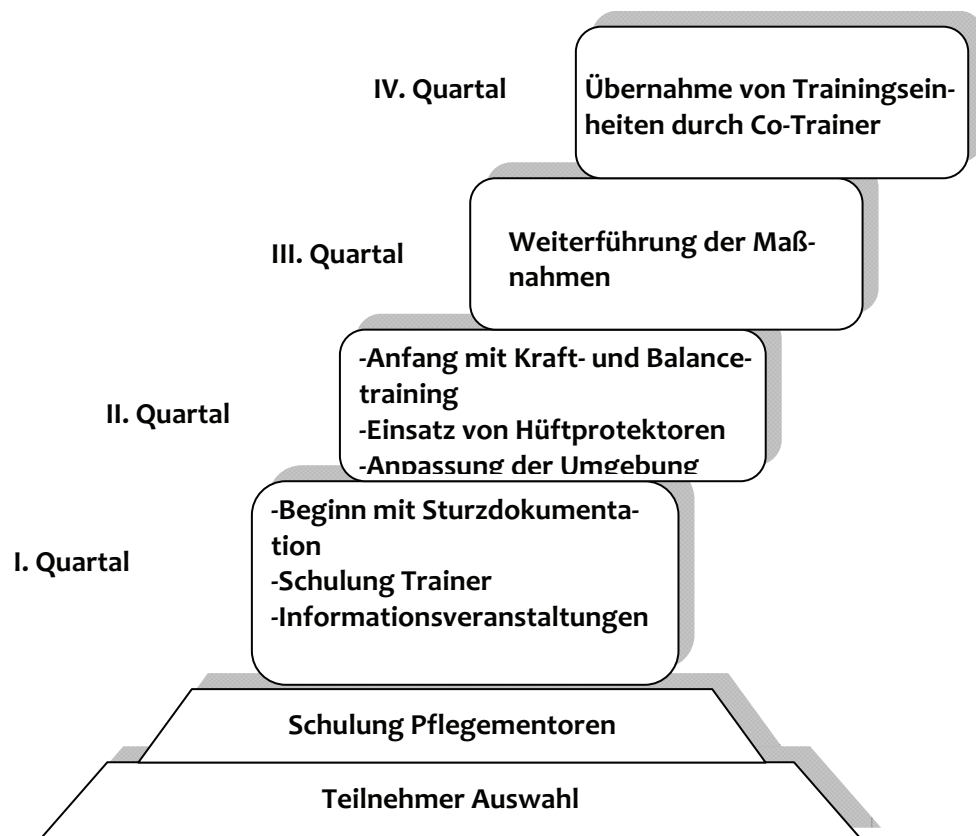 IV. Quartal
Übernahme von Trainingsein-
heiten durch Co-Trainer
III. Quartal
Weiterführung der Maß-
nahmen
II. Quartal
-Anfang mit Kraft- und Balance-
training
-Einsatz von Hüftprotektoren
-Anpassung der Umgebung
I. Quartal
-Beginn mit Sturzdokumenta-
tion
-Schulung Trainer
-Informationsveranstaltungen
Schulung Pflegementoren
Teilnehmer Auswahl